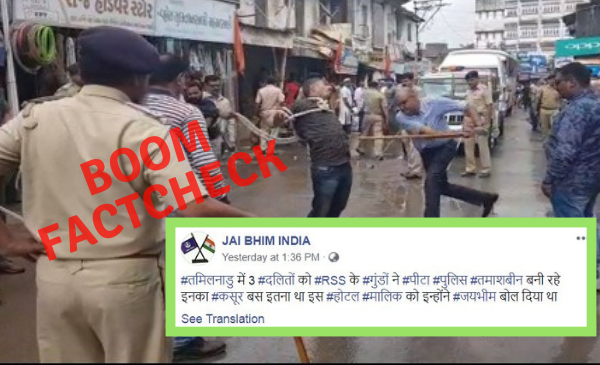 BOOM
FACTCHECK
JAI BHIM INDIA
Yesterday at 1:36 PM ·
#तमिलनाडु में 3 #दलितों को #RSS के #गुंडों ने #पीटा #पुलिस #तमाशबीन बनी रहे
इनका #कसूर बस इतना था इस #होटल #मालिक को इन्होंने #जयभीम बोल दिया था
See Translation
oppo